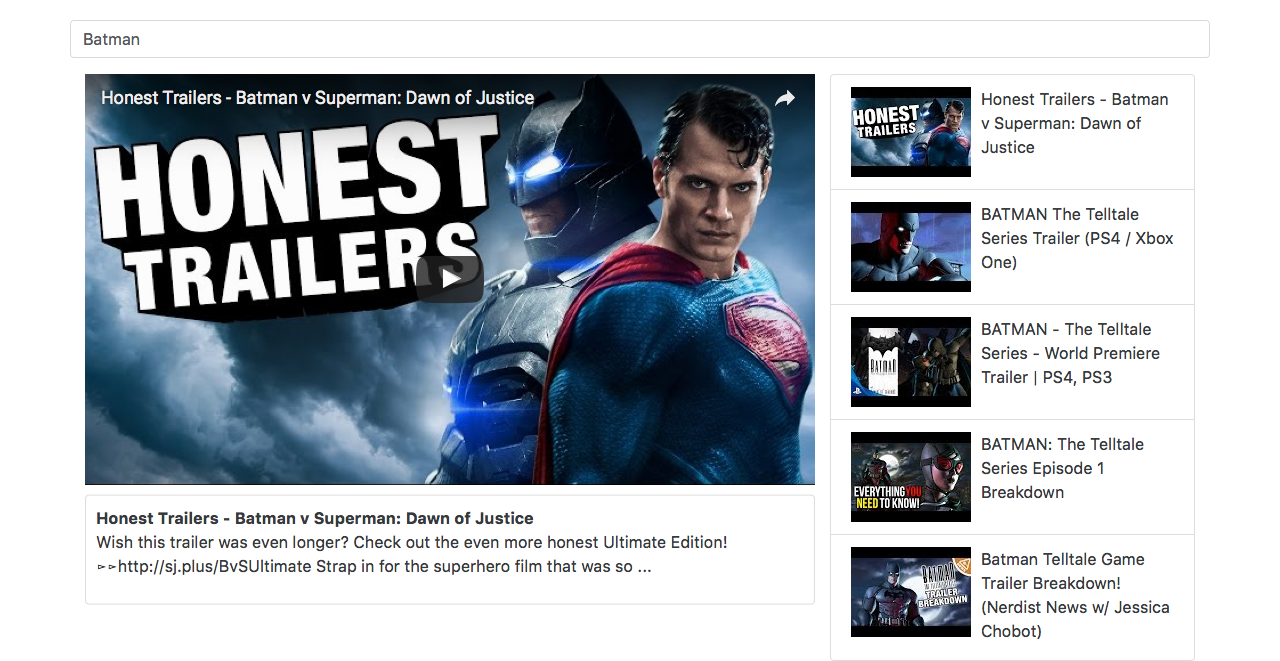 Batman
Honest Trailers - Batman v Superman: Dawn of Justice
HONEST
TRAILERS
Honest Trailers - Batman v Superman: Dawn of Justice
Wish this trailer was even longer? Check out the even more honest Ultimate Edition!
►►http://sj.plus/BvSUltimate Strap in for the superhero film that was so ...
HONEST
TRAILERS
Honest Trailers - Batman
v Superman: Dawn of
Justice
BATMAN The Telltale
Series Trailer (PS4 / Xbox
One)
BATMAN
BATMAN - The Telltale
Series - World Premiere
Trailer | PS4, PS3
EVERYTHING YOU
NEED TO KNOW!
BATMAN: The Telltale
Series Episode 1
Breakdown
BATMAN
TRAILER
BREAKDOWN
Batman Telltale Game
Trailer Breakdown!
(Nerdist News w/ Jessica
Chobot)